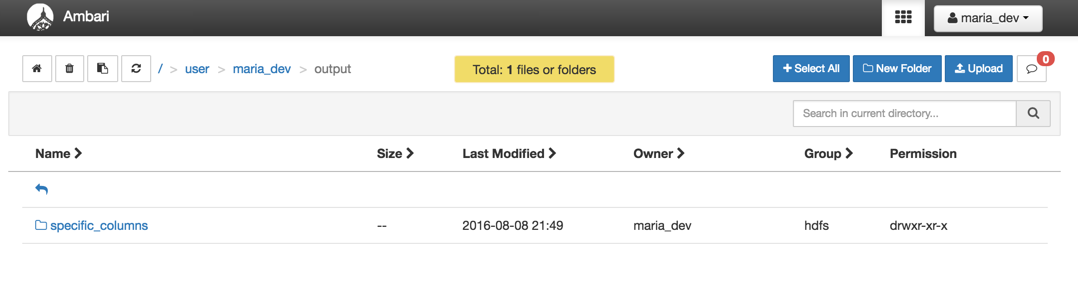 Ambari
maria_dev
/ > user > maria_dev > output
Total: 1 files or folders
Select All
New Folder
Upload
0
Search in current directory...
Name Size Last Modified Owner Group Permission
specific_columns -- 2016-08-08 21:49 maria_dev hdfs drwxr-xr-x